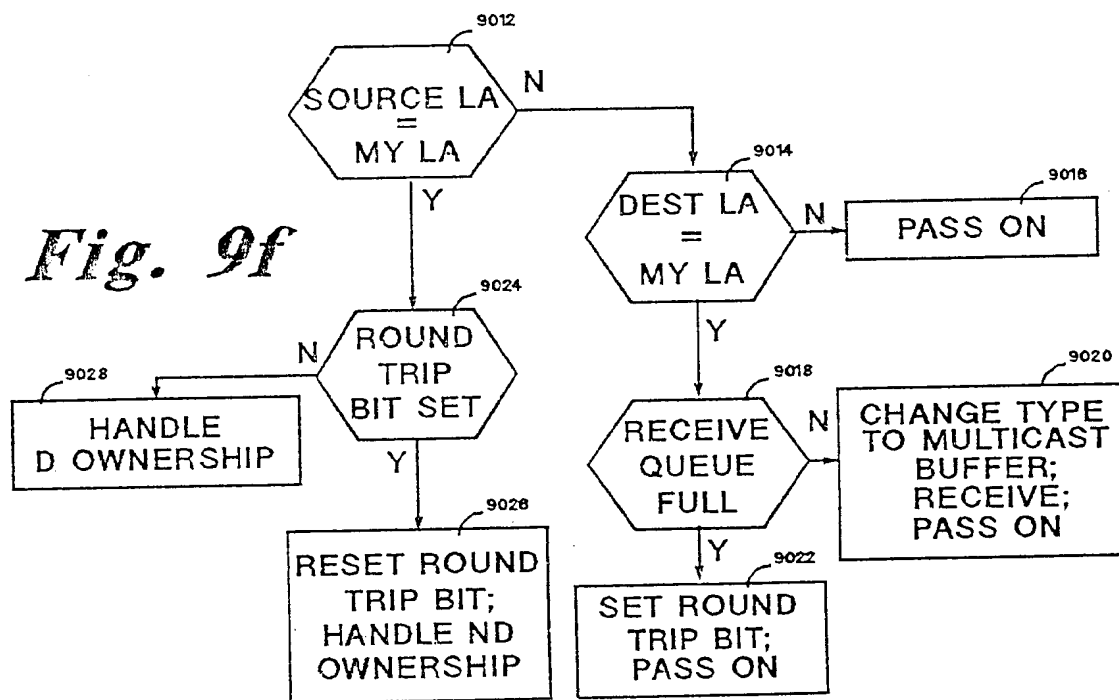 9012
SOURCE LA
=
MY LA
N
Y
9014
DEST LA
=
MY LA
N
Y
9016
PASS ON
Fig. 9f
9024
ROUND
TRIP
BIT SET
N
Y
9028
HANDLE
D OWNERSHIP
9018
RECEIVE
QUEUE
FULL
N
Y
9020
CHANGE TYPE
TO MULTICAST
BUFFER;
RECEIVE;
PASS ON
9026
RESET ROUND
TRIP BIT;
HANDLE ND
OWNERSHIP
9022
SET ROUND
TRIP BIT;
PASS ON